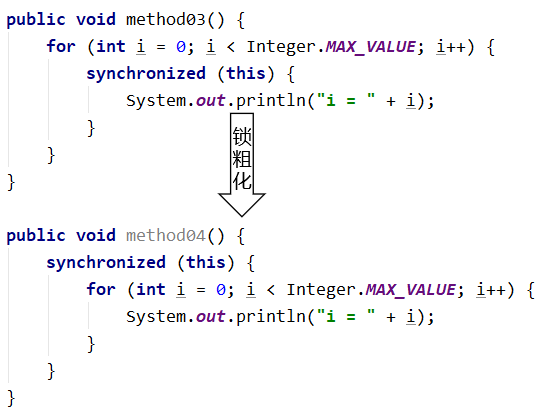 public void method03() {
for (int i = 0; i < Integer.MAX_VALUE; i++) {
synchronized (this) {
System.out.println("i = " + i);
}
}
}
锁粗化
public void method04() {
synchronized (this) {
for (int i = 0; i < Integer.MAX_VALUE; i++) {
System.out.println("i = " + i);
}
}
}